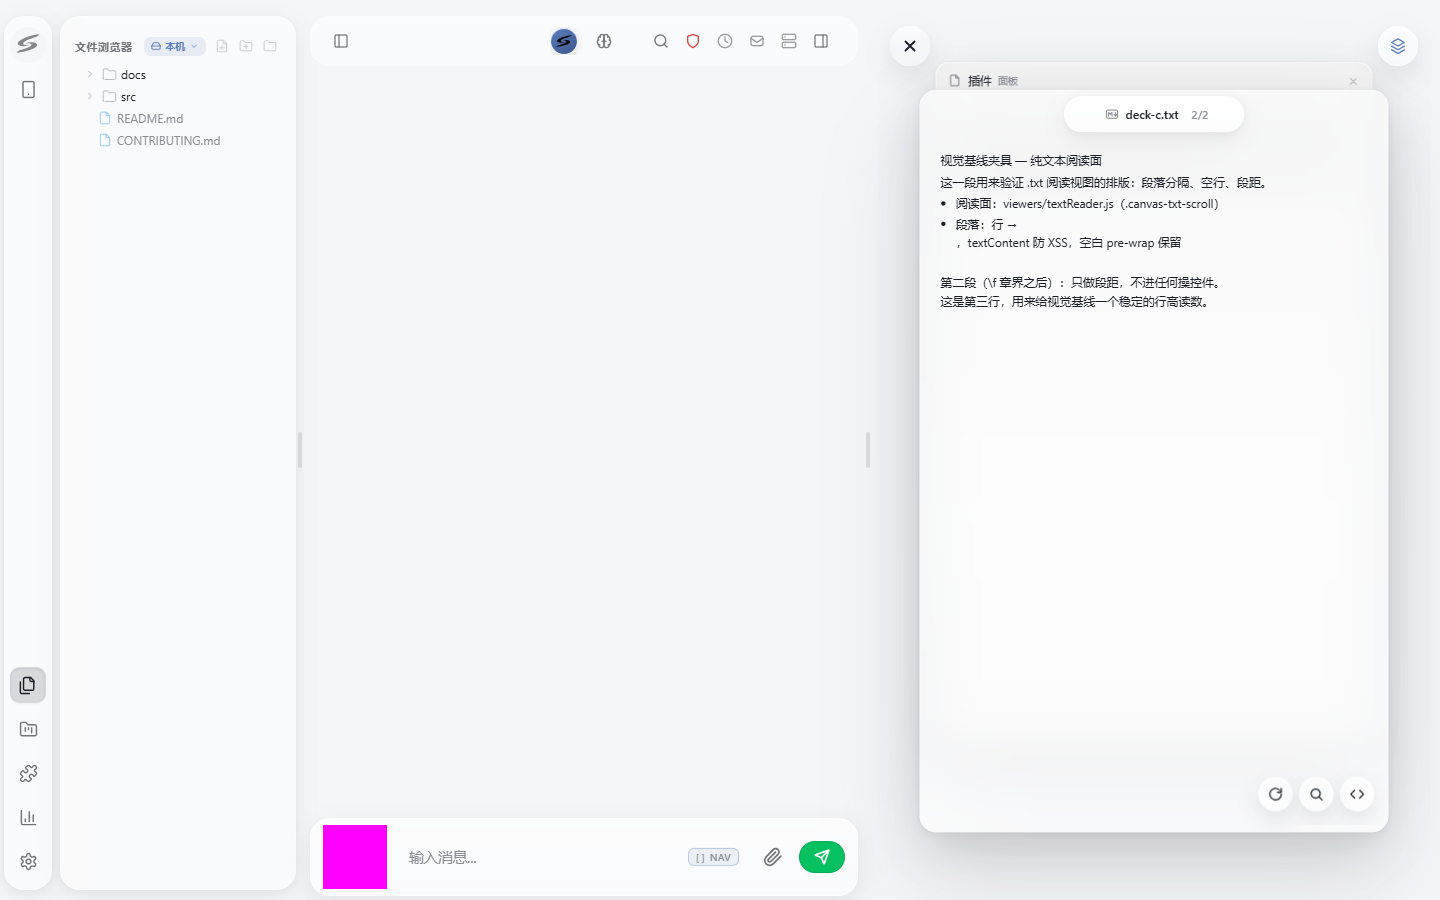 文件浏览器 本机
docs
src
README.md
CONTRIBUTING.md
输入消息...
[ ] NAV
插件 面板
deck-c.txt 2/2
视觉基线夹具 — 纯文本阅读面
这一段用来验证 .txt 阅读视图的排版：段落分隔、空行、段距。
• 阅读面：viewers/textReader.js（.canvas-txt-scroll）
• 段落：行 →
，textContent 防 XSS，空白 pre-wrap 保留
第二段（\f 章界之后）：只做段距，不进任何操控件。
这是第三行，用来给视觉基线一个稳定的行高读数。